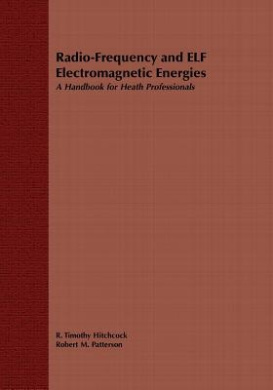 Radio-Frequency and ELF
Electromagnetic Energies
A Handbook for Heath Professionals
R. Timothy Hitchcock
Robert M. Patterson